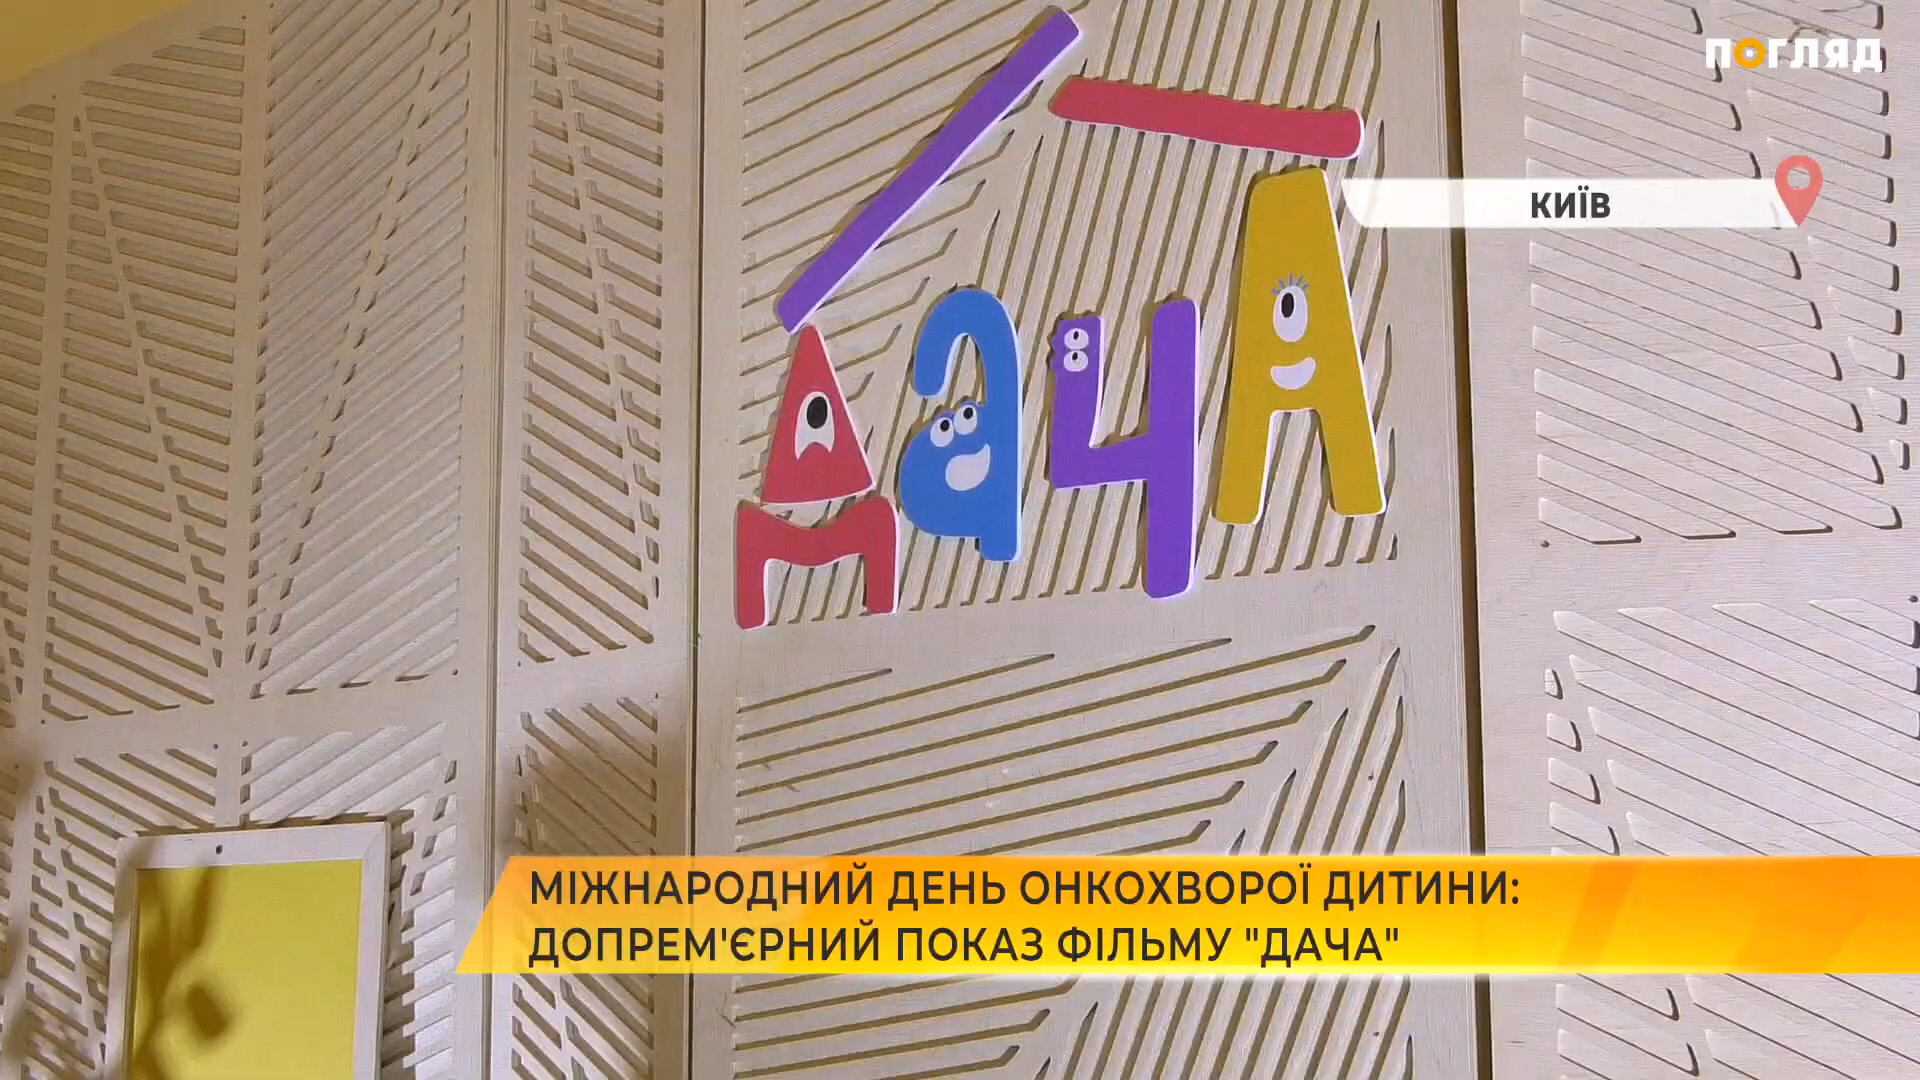 ПОГЛЯД
КИЇВ
дачА
МІЖНАРОДНИЙ ДЕНЬ ОНКОХВОРОЇ ДИТИНИ:
ДОПРЕМ'ЄРНИЙ ПОКАЗ ФІЛЬМУ "ДАЧА"